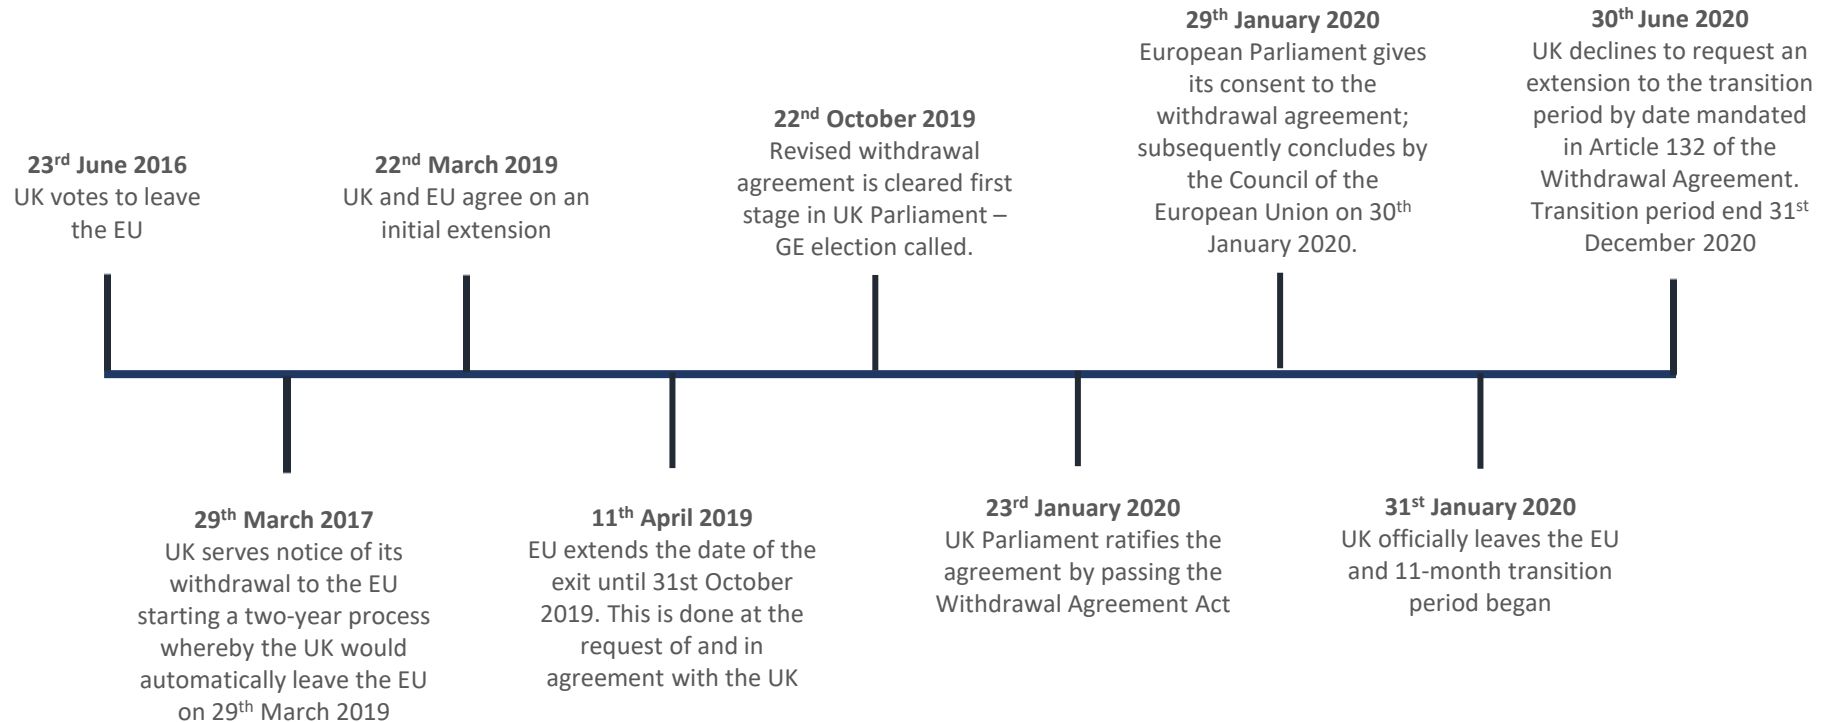 23rd June 2016
UK votes to leave
the EU
29th March 2017
UK serves notice of its
withdrawal to the EU
starting a two-year process
whereby the UK would
automatically leave the EU
on 29th March 2019
22nd March 2019
UK and EU agree on an
initial extension
11th April 2019
EU extends the date of the
exit until 31st October
2019. This is done at the
request of and in
agreement with the UK
22nd October 2019
Revised withdrawal
agreement is cleared first
stage in UK Parliament –
GE election called.
23rd January 2020
UK Parliament ratifies the
agreement by passing the
Withdrawal Agreement Act
29th January 2020
European Parliament gives
its consent to the
withdrawal agreement;
subsequently concludes by
the Council of the
European Union on 30th
January 2020.
31st January 2020
UK officially leaves the EU
and 11-month transition
period began
30th June 2020
UK declines to request an
extension to the transition
period by date mandated
in Article 132 of the
Withdrawal Agreement.
Transition period end 31st
December 2020